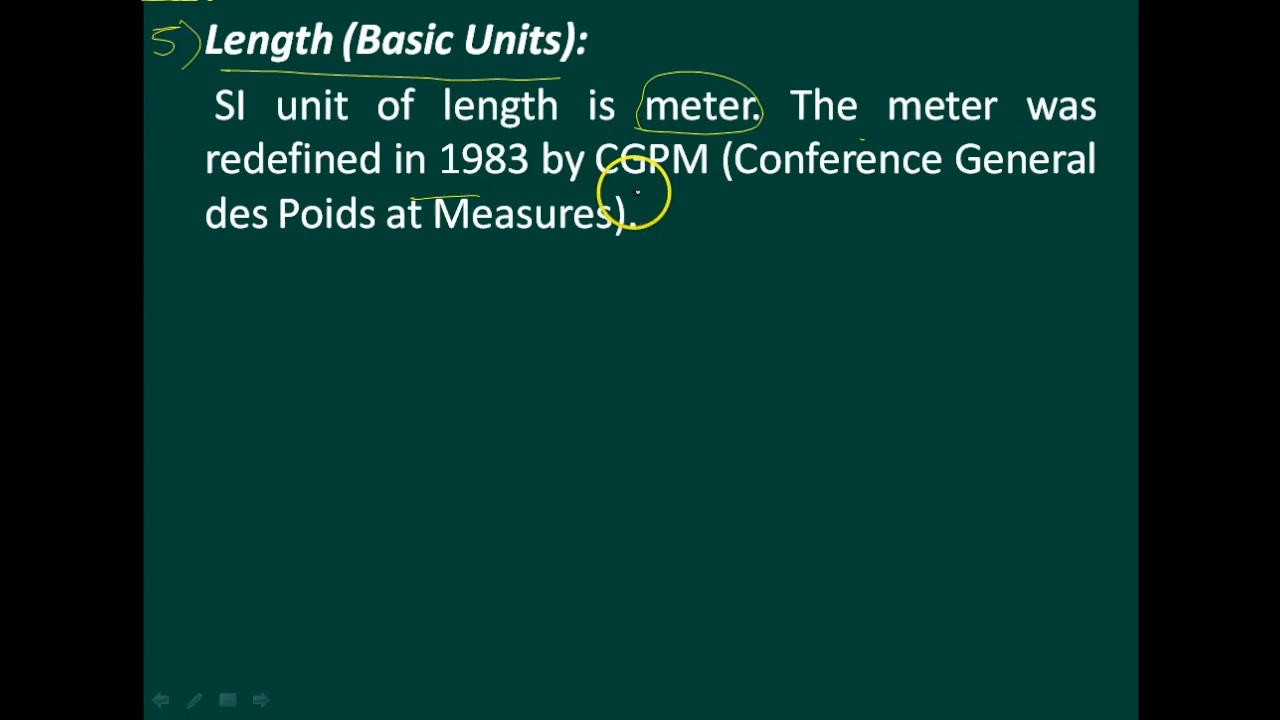 5) Length (Basic Units):
SI unit of length is meter. The meter was
redefined in 1983 by CGPM (Conference General
des Poids at Measures).